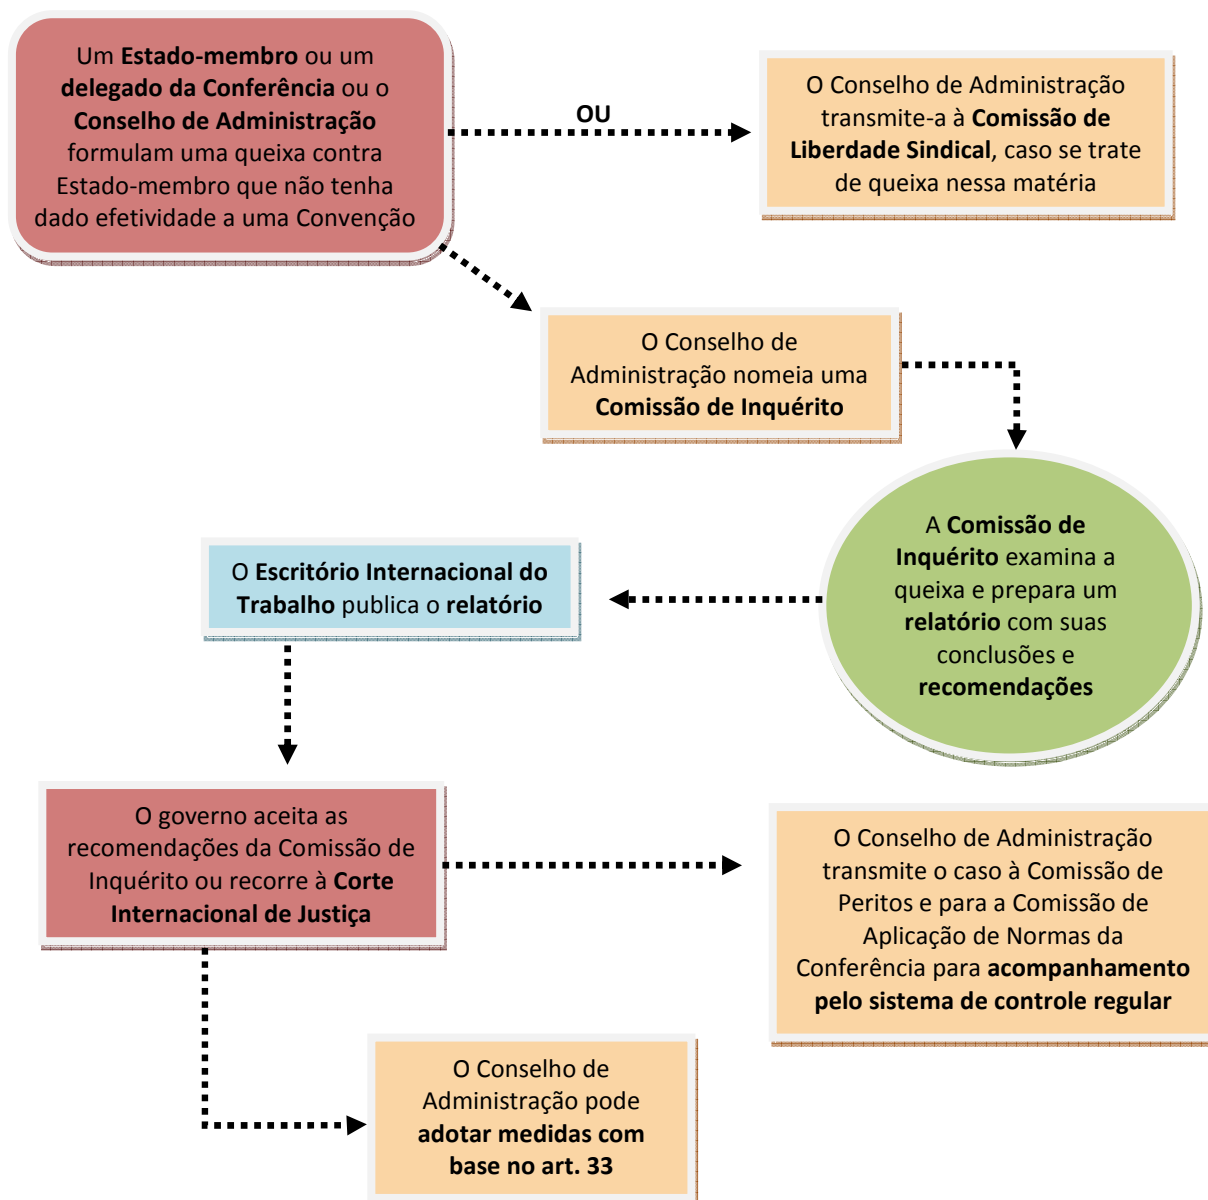 Um Estado-membro ou um
delegado da Conferência ou o
Conselho de Administração
formulam uma queixa contra
Estado-membro que não tenha
dado efetividade a uma Convenção
OU
O Conselho de Administração
transmite-a à Comissão de
Liberdade Sindical, caso se trate
de queixa nessa matéria
O Conselho de
Administração nomeia uma
Comissão de Inquérito
A Comissão de
Inquérito examina a
queixa e prepara um
relatório com suas
conclusões e
recomendações
O Escritório Internacional do
Trabalho publica o relatório
O governo aceita as
recomendações da Comissão de
Inquérito ou recorre à Corte
Internacional de Justiça
O Conselho de Administração
transmite o caso à Comissão de
Peritos e para a Comissão de
Aplicação de Normas da
Conferência para acompanhamento
pelo sistema de controle regular
O Conselho de
Administração pode
adotar medidas com
base no art. 33